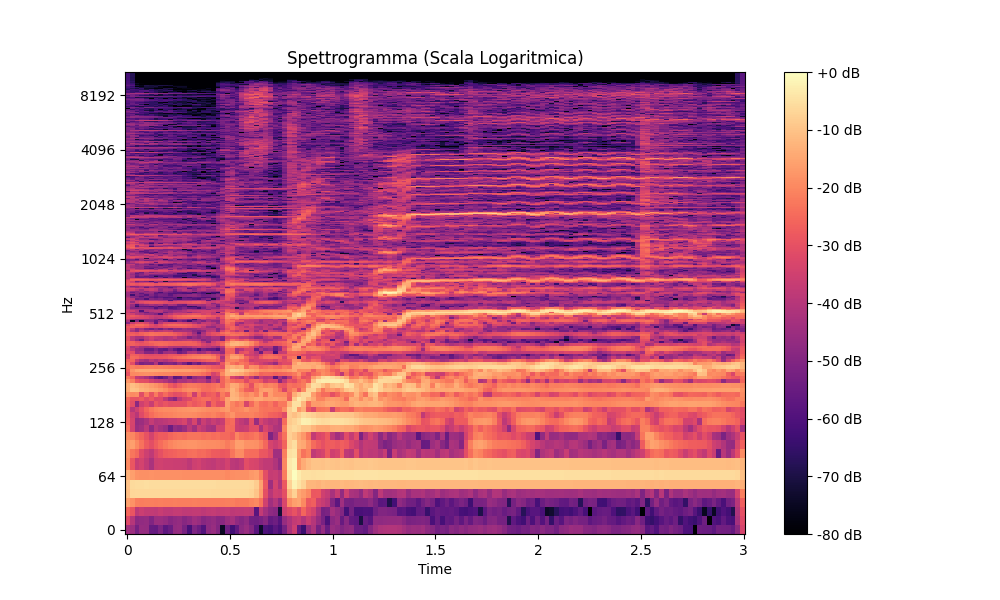 Spettrogramma (Scala Logaritmica)
Hz
8192
4096
2048
1024
512
256
128
64
0
0 0.5 1 1.5 2 2.5 3
Time
+0 dB
-10 dB
-20 dB
-30 dB
-40 dB
-50 dB
-60 dB
-70 dB
-80 dB